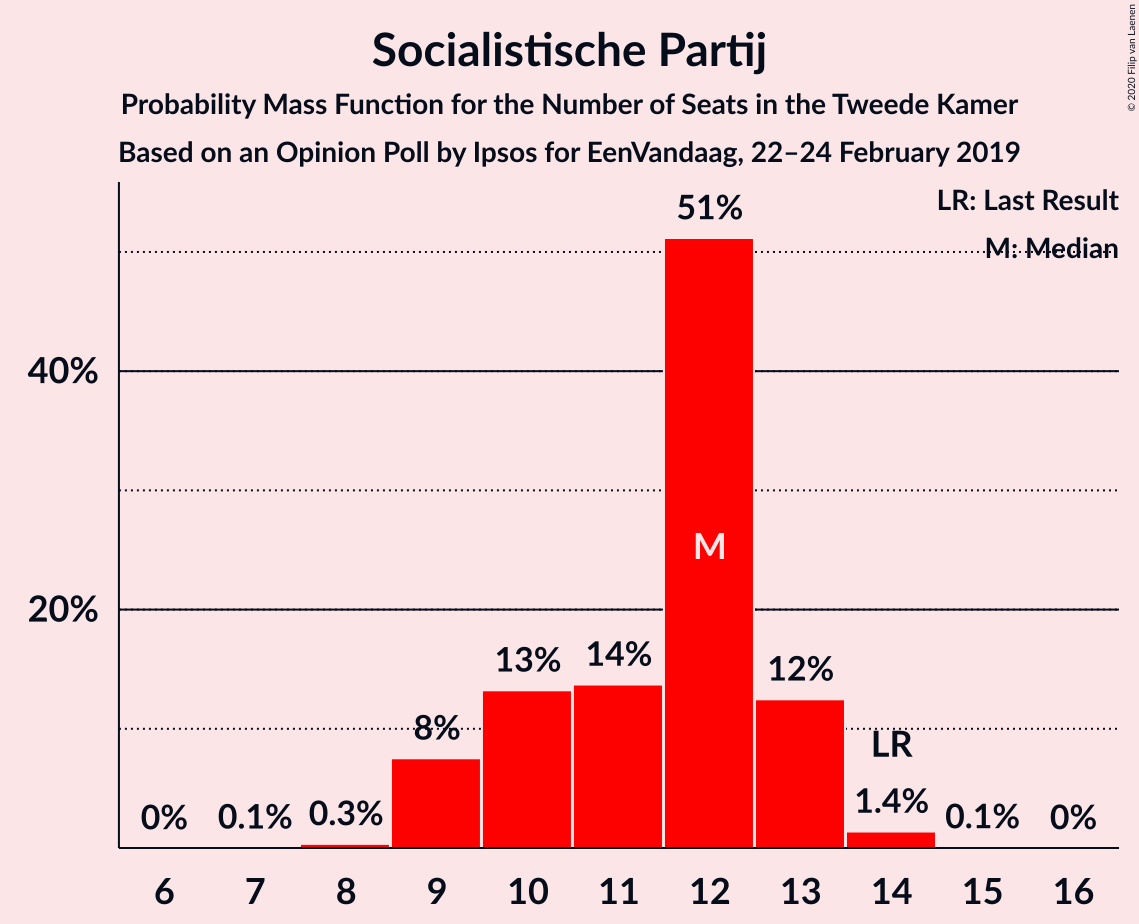 Socialistische Partij
Probability Mass Function for the Number of Seats in the Tweede Kamer
Based on an Opinion Poll by Ipsos for EenVandaag, 22–24 February 2019
© 2020 Filip van Laenen
LR: Last Result
M: Median
51%
40%
M
20%
14%
13%
12%
8%
LR
1.4%
0.3%
0% 0.1% 0.1% 0%
6 7 8 9 10 11 12 13 14 15 16